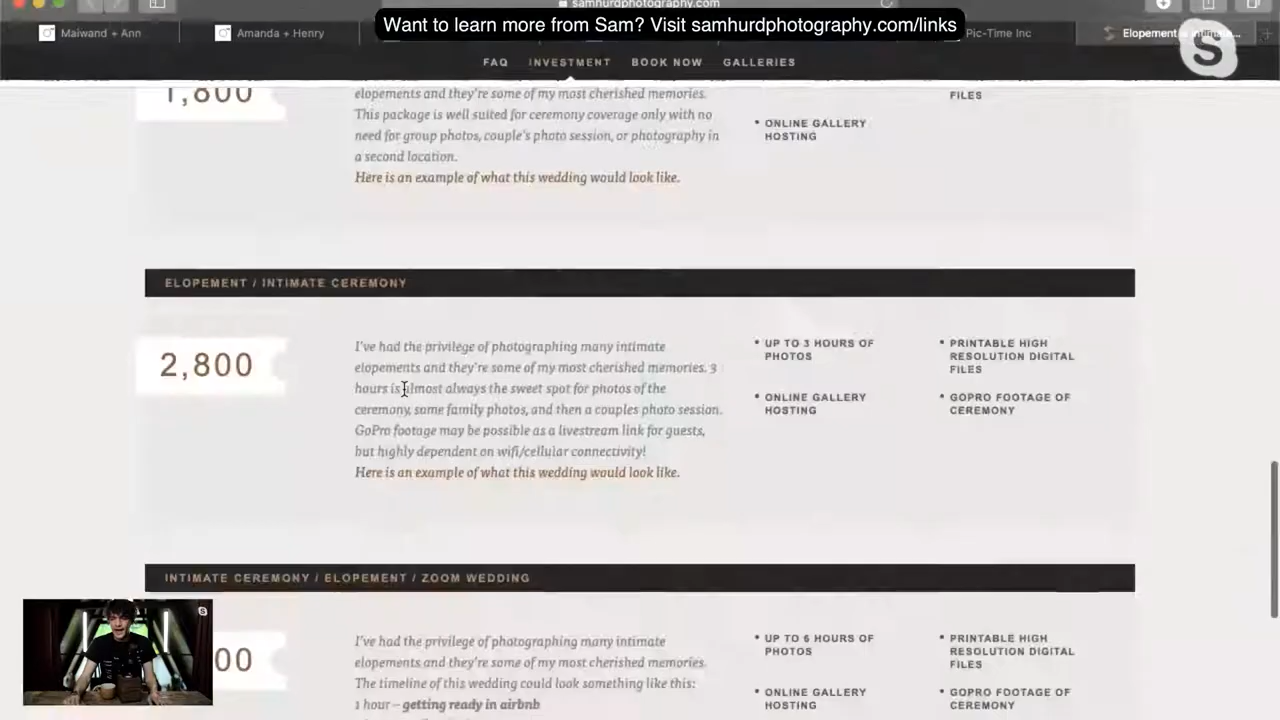 samhurdphotography.com
Want to learn more from Sam? Visit samhurdphotography.com/links
Maiwand + Ann
Amanda + Henry
Pic-Time Inc
Elopement
FAQ INVESTMENT BOOK NOW GALLERIES
1,800
elopements and they're some of my most cherished memories.
This package is well suited for ceremony coverage only with no
need for group photos, couple's photo session, or photography in
a second location.
Here is an example of what this wedding would look like.
• ONLINE GALLERY
HOSTING
FILES
ELOPEMENT / INTIMATE CEREMONY
2,800
I've had the privilege of photographing many intimate
elopements and they're some of my most cherished memories. 3
hours is almost always the sweet spot for photos of the
ceremony, some family photos, and then a couples photo session.
GoPro footage may be possible as a livestream link for guests,
but highly dependent on wifi/cellular connectivity!
Here is an example of what this wedding would look like.
• UP TO 3 HOURS OF
PHOTOS
• ONLINE GALLERY
HOSTING
• PRINTABLE HIGH
RESOLUTION DIGITAL
FILES
• GOPRO FOOTAGE OF
CEREMONY
INTIMATE CEREMONY / ELOPEMENT / ZOOM WEDDING
00
I've had the privilege of photographing many intimate
elopements and they're some of my most cherished memories.
The timeline of this wedding could look something like this:
1 hour – getting ready in airbnb
• UP TO 6 HOURS OF
PHOTOS
• ONLINE GALLERY
HOSTING
• PRINTABLE HIGH
RESOLUTION DIGITAL
FILES
• GOPRO FOOTAGE OF
CEREMONY